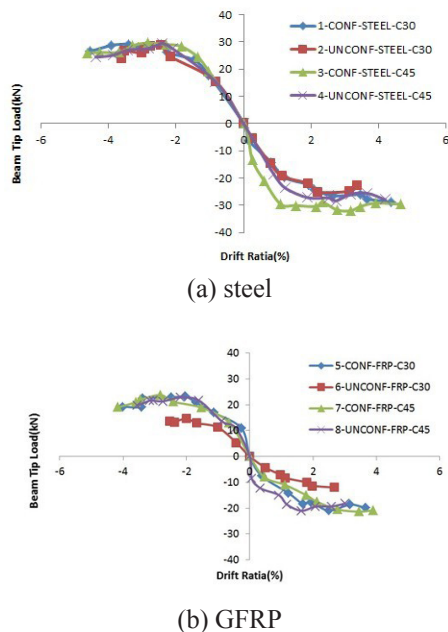 40
30
20
10
0
-10
-20
-30
-40
-6 -4 -2 0 2 4 6
Beam Tip Load(kN)
Drift Ratia(%)
1-CONF-STEEL-C30
2-UNCONF-STEEL-C30
3-CONF-STEEL-C45
4-UNCONF-STEEL-C45
(a) steel
40
30
20
10
0
-10
-20
-30
-40
-6 -4 -2 0 2 4 6
Beam Tip Load(kN)
Drift Ratia(%)
5-CONF-FRP-C30
6-UNCONF-FRP-C30
7-CONF-FRP-C45
8-UNCONF-FRP-C45
(b) GFRP